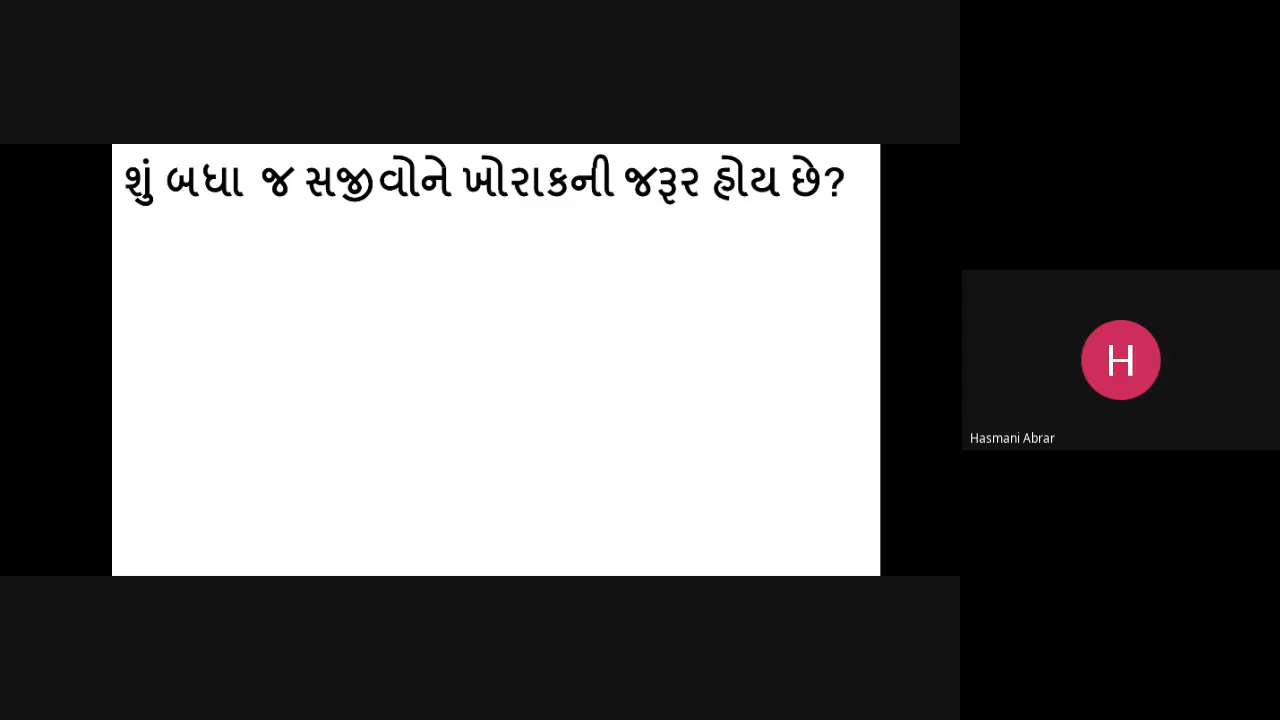 શું બધા જ સજીવોને ખોરાકની જરૂર હોય છે?
H
Hasmani Abrar